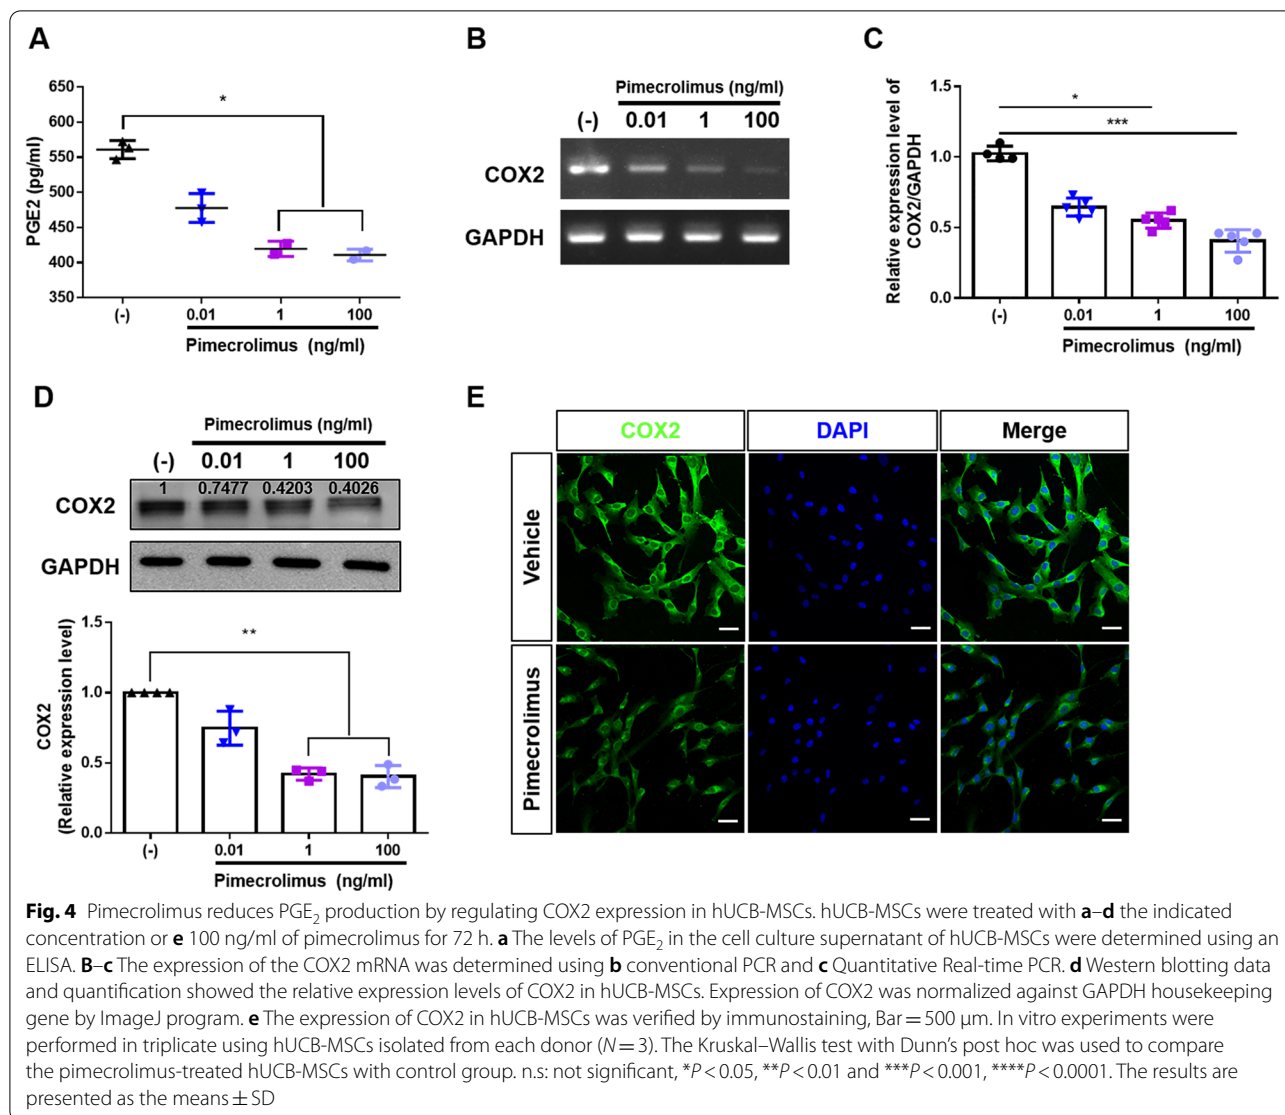 A
650
600
550
500
450
400
350
PGE2 (pg/ml)
*
(-) 0.01 1 100
Pimecrolimus (ng/ml)
B
Pimecrolimus (ng/ml)
(-) 0.01 1 100
COX2
GAPDH
C
Relative expression level of
COX2/GAPDH
1.5
1.0
0.5
0.0
*
***
(-) 0.01 1 100
Pimecrolimus (ng/ml)
D
Pimecrolimus (ng/ml)
(-) 0.01 1 100
1 0.7477 0.4203 0.4026
COX2
GAPDH
COX2
(Relative expression level)
1.5
1.0
0.5
0.0
**
(-) 0.01 1 100
Pimecrolimus (ng/ml)
E
COX2 DAPI Merge
Vehicle
Pimecrolimus
Fig. 4 Pimecrolimus reduces PGE2 production by regulating COX2 expression in hUCB-MSCs. hUCB-MSCs were treated with a–d the indicated
concentration or e 100 ng/ml of pimecrolimus for 72 h. a The levels of PGE2 in the cell culture supernatant of hUCB-MSCs were determined using an
ELISA. B–c The expression of the COX2 mRNA was determined using b conventional PCR and c Quantitative Real-time PCR. d Western blotting data
and quantification showed the relative expression levels of COX2 in hUCB-MSCs. Expression of COX2 was normalized against GAPDH housekeeping
gene by ImageJ program. e The expression of COX2 in hUCB-MSCs was verified by immunostaining, Bar = 500 μm. In vitro experiments were
performed in triplicate using hUCB-MSCs isolated from each donor (N = 3). The Kruskal–Wallis test with Dunn's post hoc was used to compare
the pimecrolimus-treated hUCB-MSCs with control group. n.s: not significant, *P < 0.05, **P < 0.01 and ***P < 0.001, ****P < 0.0001. The results are
presented as the means ± SD